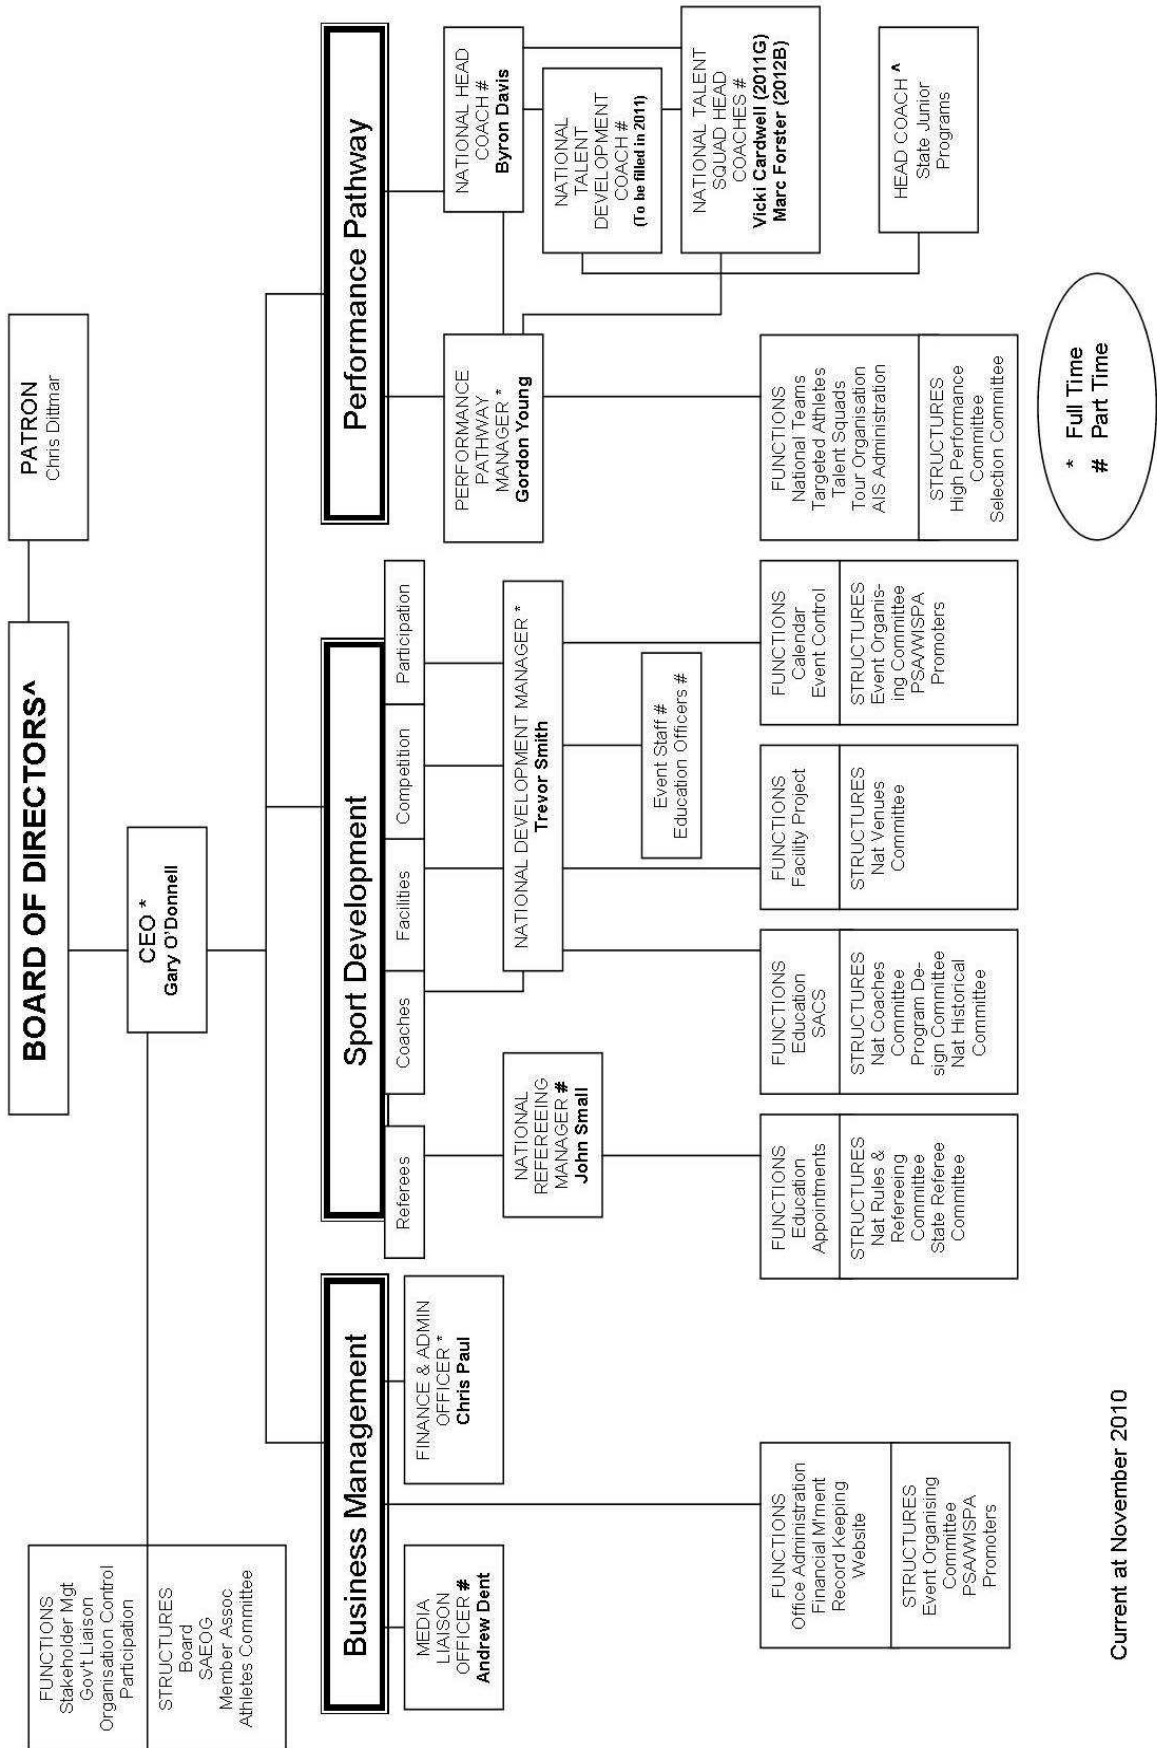 BOARD OF DIRECTORS^
PATRON
Chris Dittmar
CEO *
Gary O'Donnell
FUNCTIONS
Stakeholder Mgt
Gov't Liaison
Organisation Control
Participation
STRUCTURES
Board
SAEOG
Member Assoc
Athletes Committee
Business Management
Sport Development
Performance Pathway
MEDIA
LIAISON
OFFICER #
Andrew Dent
FINANCE & ADMIN
OFFICER *
Chris Paul
Referees
Coaches
Facilities
Competition
Participation
NATIONAL
REFEREEING
MANAGER #
John Small
NATIONAL DEVELOPMENT MANAGER *
Trevor Smith
Event Staff #
Education Officers #
PERFORMANCE
PATHWAY
MANAGER *
Gordon Young
NATIONAL HEAD
COACH #
Byron Davis
NATIONAL
TALENT
DEVELOPMENT
COACH #
(To be filled in 2011)
NATIONAL TALENT
SQUAD HEAD
COACHES #
Vicki Cardwell (2011G)
Marc Forster (2012B)
HEAD COACH ^
State Junior
Programs
FUNCTIONS
Office Administration
Financial M'ment
Record Keeping
Website
STRUCTURES
Event Organising
Committee
PSA/WISPA
Promoters
FUNCTIONS
Education
Appointments
STRUCTURES
Nat Rules &
Refereeing
Committee
State Referee
Committee
FUNCTIONS
Education
SACS
STRUCTURES
Nat Coaches
Committee
Program De-
sign Committee
Nat Historical
Committee
FUNCTIONS
Facility Project
STRUCTURES
Nat Venues
Committee
FUNCTIONS
Calendar
Event Control
STRUCTURES
Event Organis-
ing Committee
PSA/WISPA
Promoters
FUNCTIONS
National Teams
Targeted Athletes
Talent Squads
Tour Organisation
AIS Administration
STRUCTURES
High Performance
Committee
Selection Committee
* Full Time
# Part Time
Current at November 2010